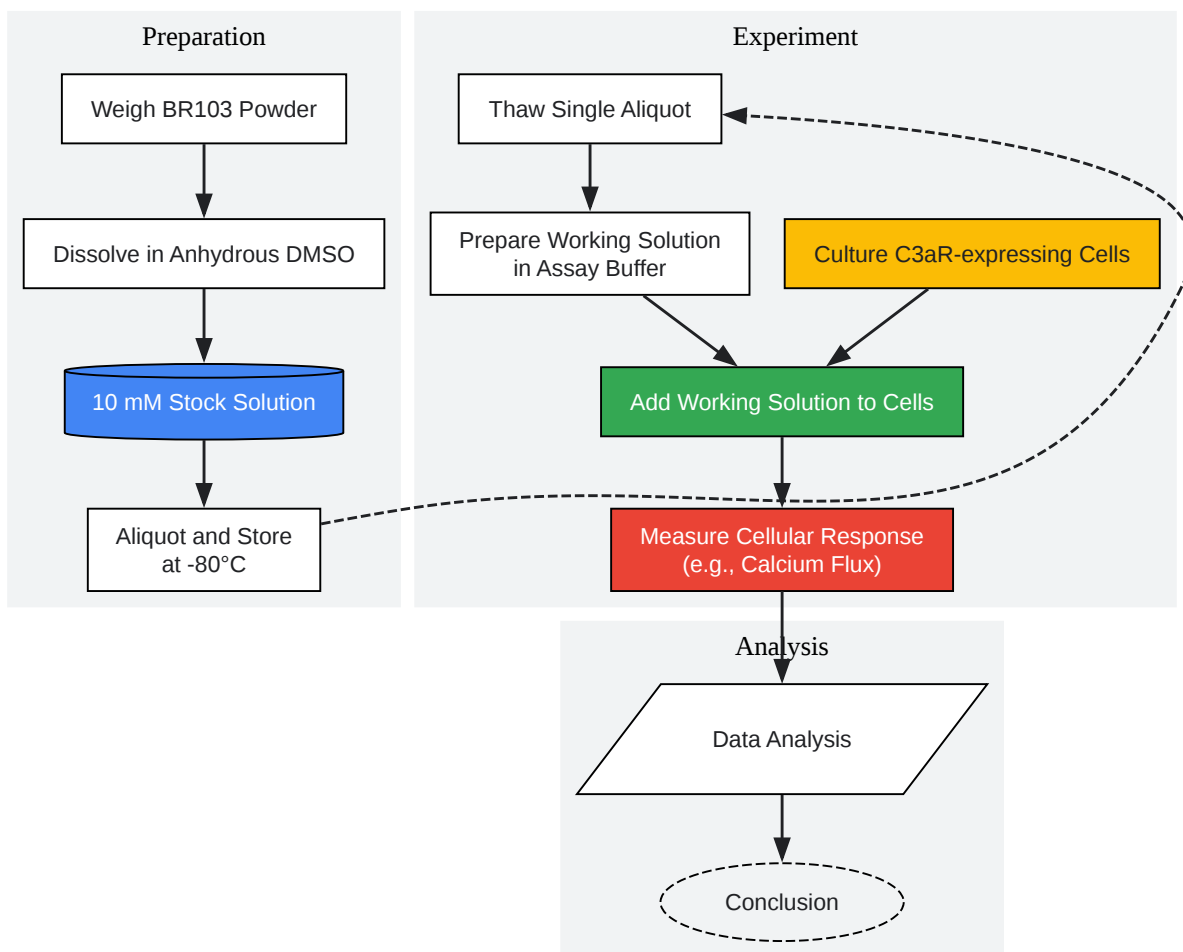 Preparation
Weigh BR103 Powder
Dissolve in Anhydrous DMSO
10 mM Stock Solution
Aliquot and Store
at -80°C
Experiment
Thaw Single Aliquot
Prepare Working Solution
in Assay Buffer
Culture C3aR-expressing Cells
Add Working Solution to Cells
Measure Cellular Response
(e.g., Calcium Flux)
Analysis
Data Analysis
Conclusion